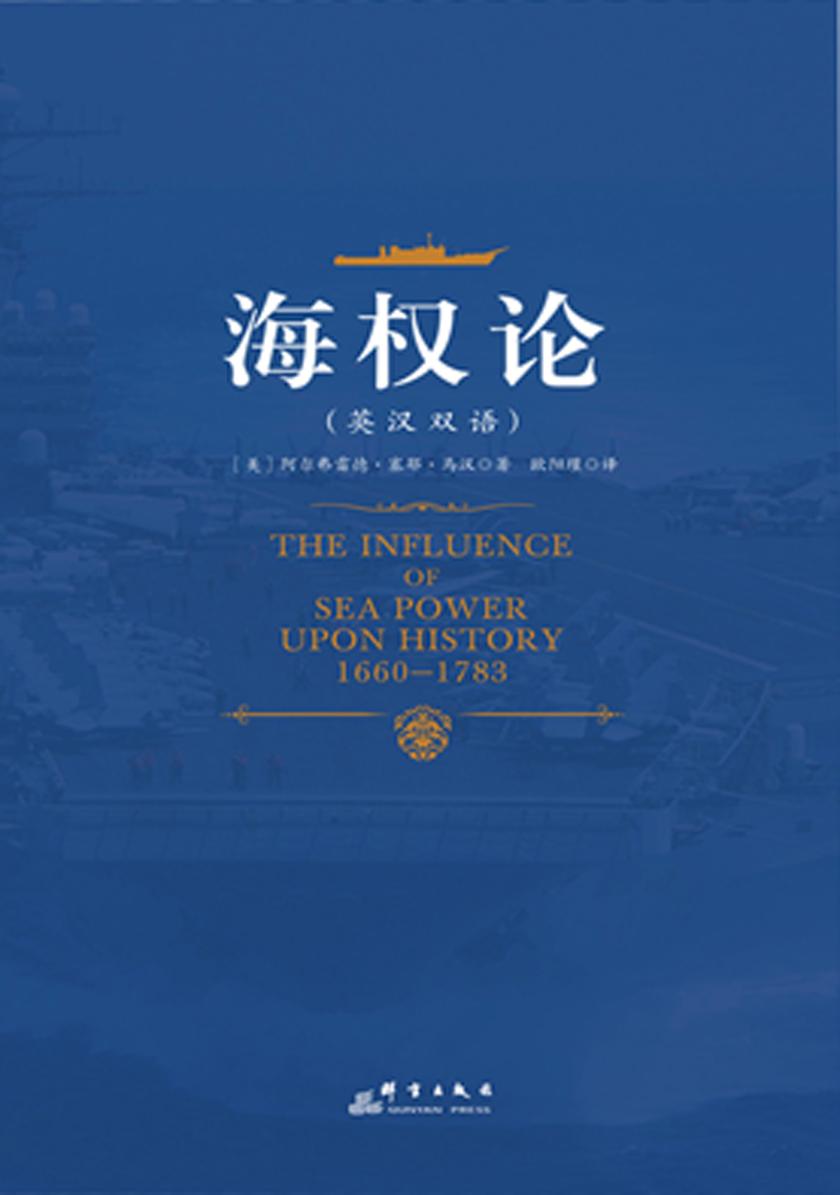 海权论
（英汉双语）
［美］阿尔弗雷德·塞耶·马汉◎著 欧阳瑾◎译
THE INFLUENCE
OF
SEA POWER
UPON HISTORY
1660—1783
群言出版社
QUNYAN PRESS